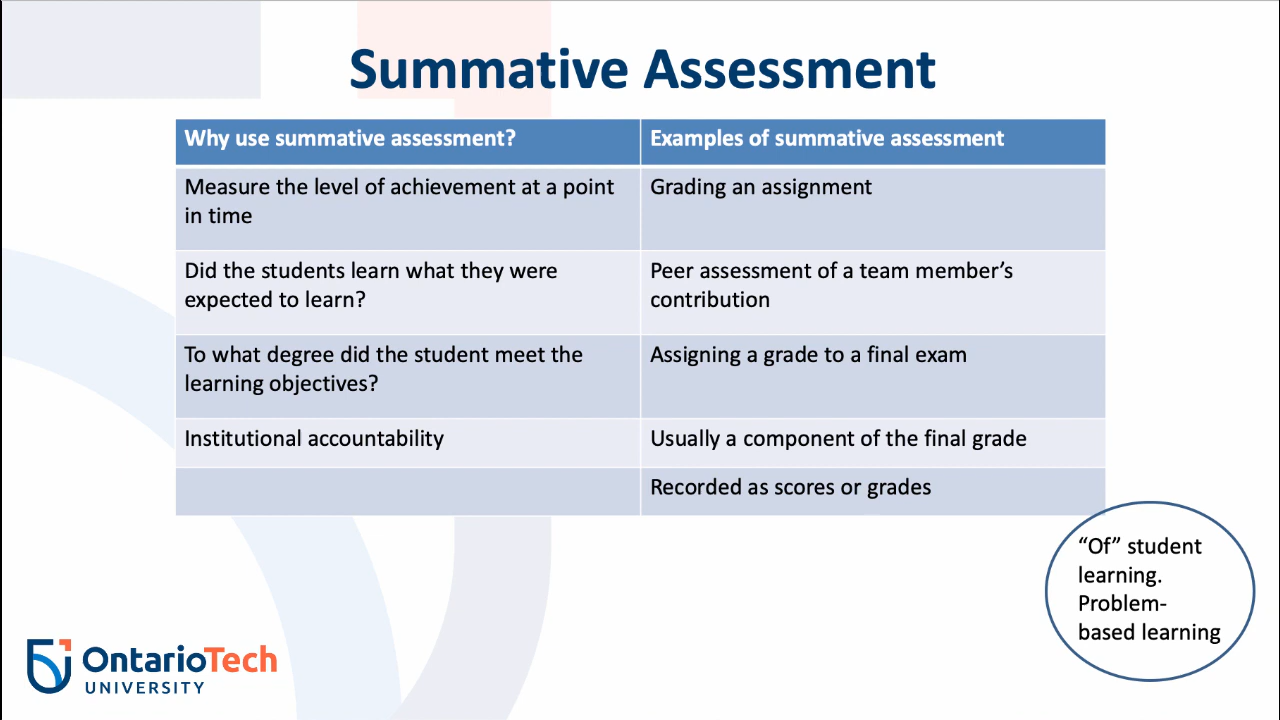 Summative Assessment
Why use summative assessment?
Examples of summative assessment
Measure the level of achievement at a point
in time
Grading an assignment
Did the students learn what they were
expected to learn?
Peer assessment of a team member’s
contribution
To what degree did the student meet the
learning objectives?
Assigning a grade to a final exam
Institutional accountability
Usually a component of the final grade
Recorded as scores or grades
“Of” student
learning.
Problem-
based learning
OntarioTech
UNIVERSITY